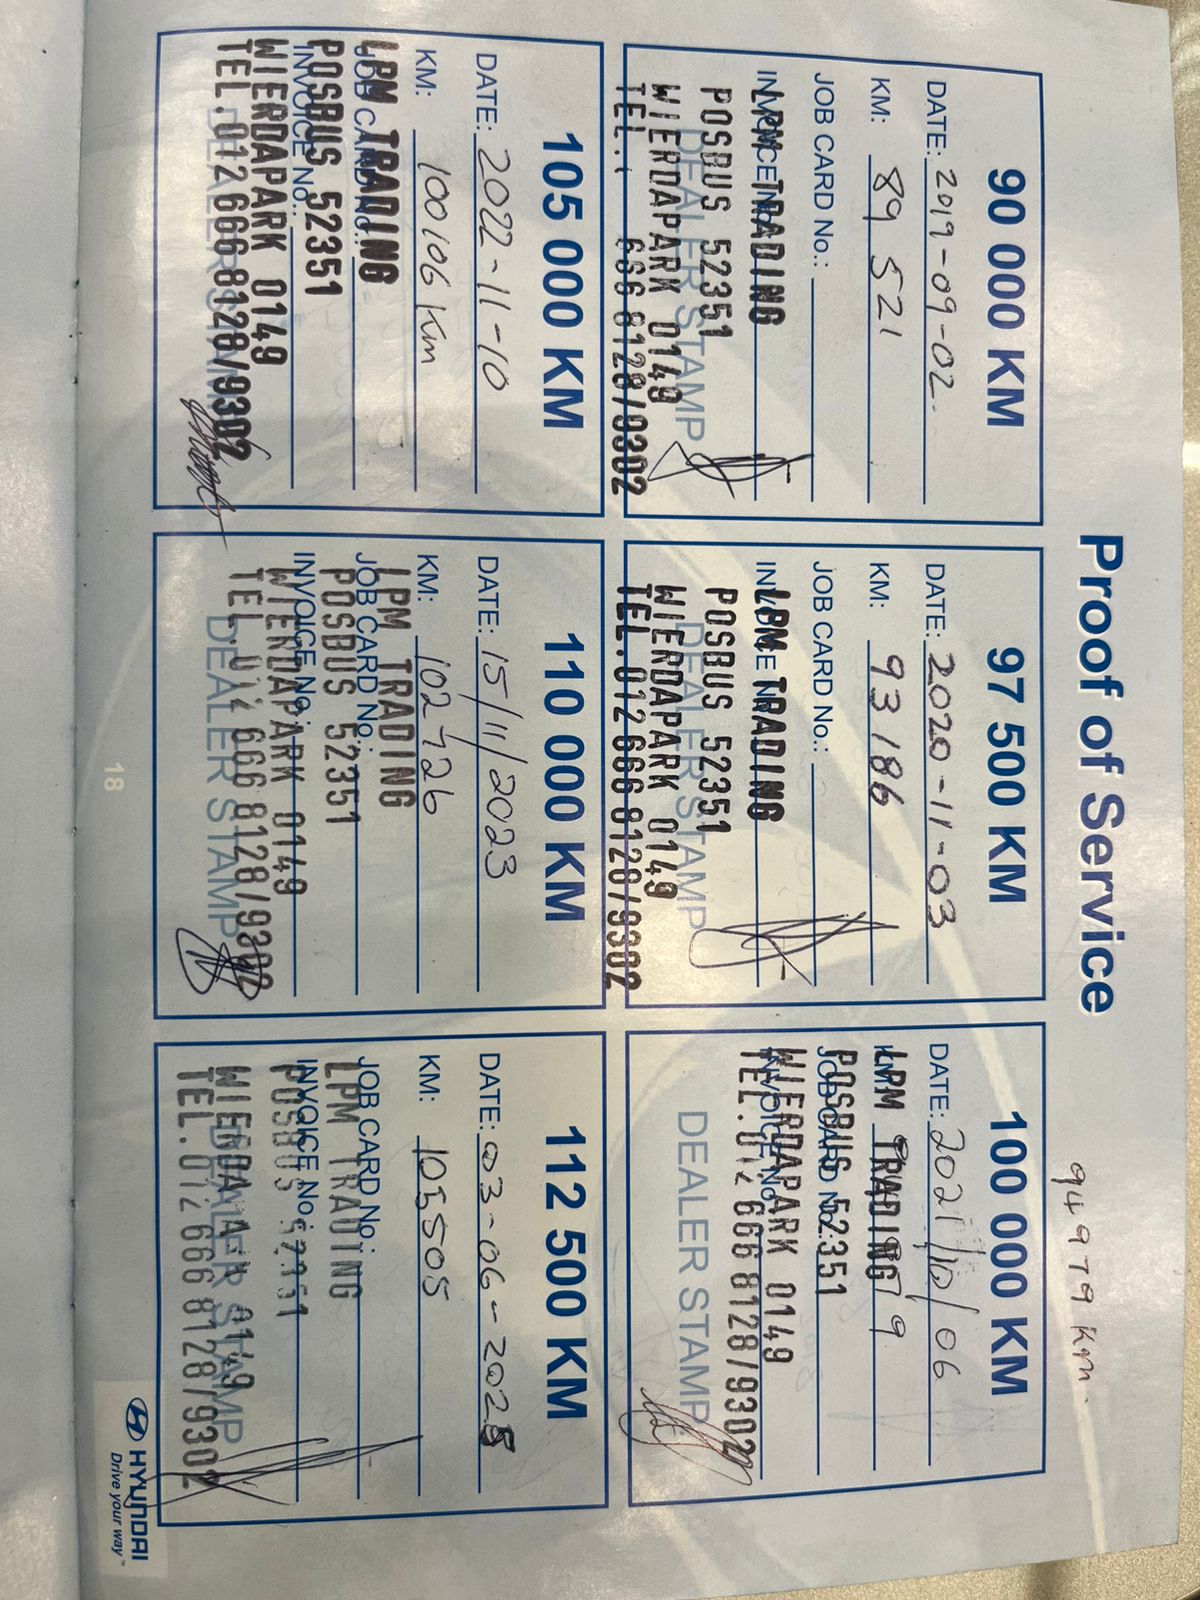 Proof of Service
94979 Km.
90 000 KM
DATE: 2019-09-02.
KM: 89 521
JOB CARD No.:
INVOICE No.:
LPM TRADING
POSBUS 52351
WIERDAPARK 0149
TEL.: 666 8128/9302
DEALER STAMP
97 500 KM
DATE: 2020-11-03
KM: 93 186
JOB CARD No.:
INVOICE No.:
LPM TRADING
POSBUS 52351
WIERDAPARK 0149
TEL.012 666 8128/9302
DEALER STAMP
100 000 KM
DATE: 2021/10/06
KM: 94979
LPM TRADING
JOB CARD No.:
POSBUS 52351
INVOICE No.:
WIERDAPARK 0149
TEL.012 666 8128/9302
DEALER STAMP
105 000 KM
DATE: 2022-11-10
KM: 100106 Km
JOB CARD No.:
LPM TRADING
POSBUS 52351
INVOICE No.:
WIERDAPARK 0149
TEL.012 666 8128/9302
DEALER STAMP
110 000 KM
DATE: 15/11/2023
KM: 102726
LPM TRADING
JOB CARD No.:
POSBUS 52351
INVOICE No.:
WIERDAPARK 0149
TEL 012 666 8128/9302
DEALER STAMP
112 500 KM
DATE: 03-06-2025
KM: 105505
JOB CARD No.:
LPM TRADING
INVOICE No.:
POSBUS 52351
WIERDAPARK 0149
TEL.012 666 8128/9302
DEALER STAMP
18
HYUNDAI
Drive your way™